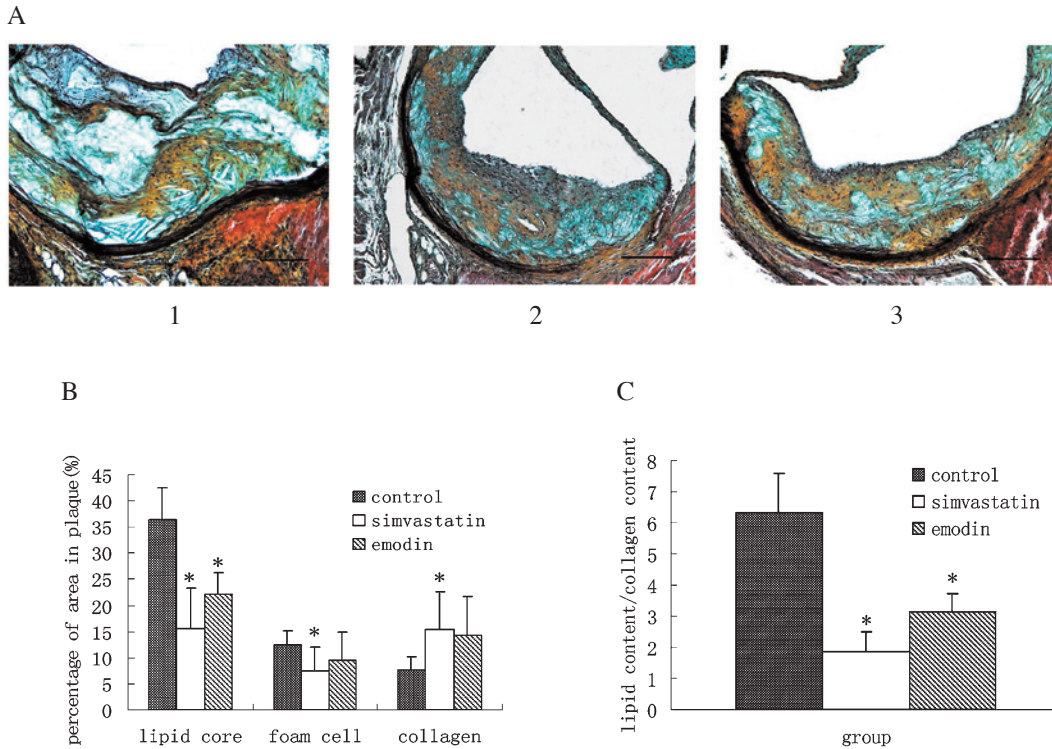 A
1 2 3
B
percentage of area in plaque(%)
45
40
35
30
25
20
15
10
5
0
control
simvastatin
emodin
*
*
*
*
lipid core foam cell collagen
C
lipid content/collagen content
8
7
6
5
4
3
2
1
0
control
simvastatin
emodin
*
*
group